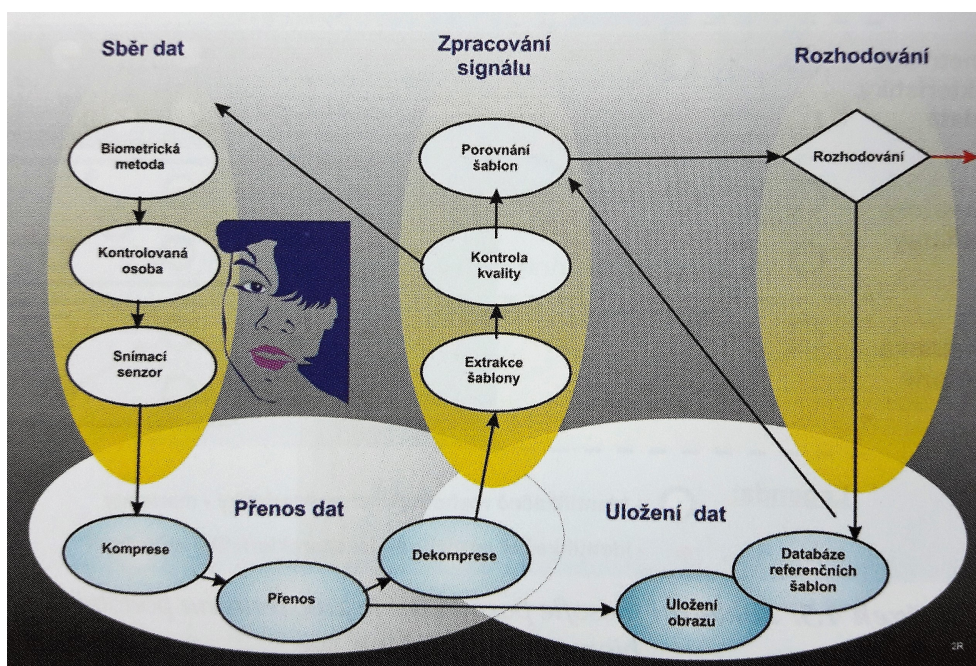 Sběr dat
Zpracování
signálu
Rozhodování
Biometrická
metoda
Porovnání
šablon
Rozhodování
Kontrolovaná
osoba
Kontrola
kvality
Snímací
senzor
Extrakce
šablony
Přenos dat
Uložení dat
Komprese
Dekomprese
Databáze
referenčních
šablon
Přenos
Uložení
obrazu
2R